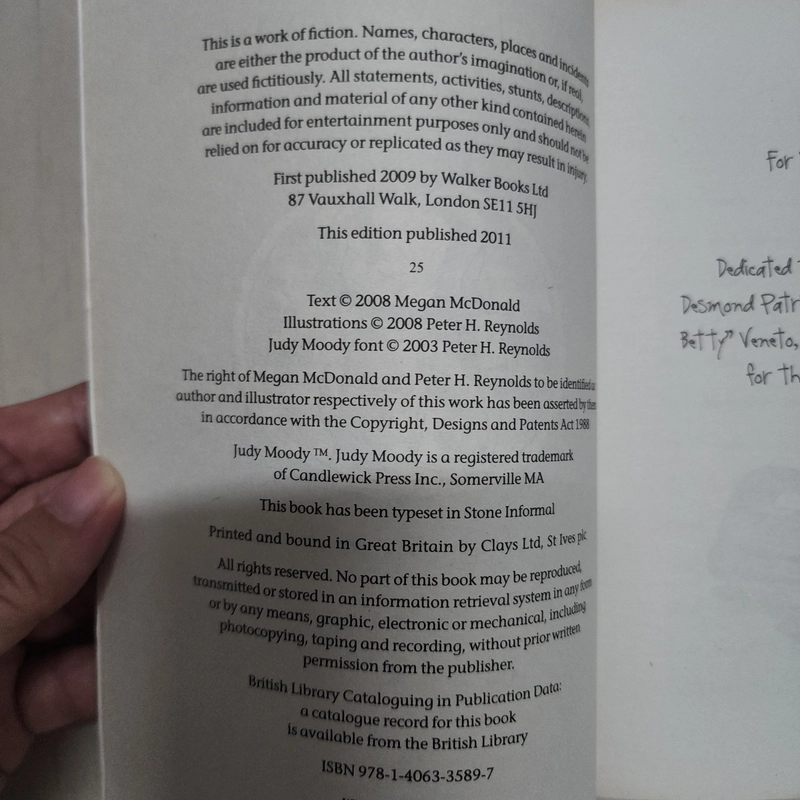 This is a work of fiction. Names, characters, places and incidents
are either the product of the author's imagination or, if real,
are used fictitiously. All statements, activities, stunts, descriptions,
information and material of any other kind contained herein
are included for entertainment purposes only and should not be
relied on for accuracy or replicated as they may result in injury.
First published 2009 by Walker Books Ltd
87 Vauxhall Walk, London SE11 5HJ
This edition published 2011
25
Text © 2008 Megan McDonald
Illustrations © 2008 Peter H. Reynolds
Judy Moody font © 2003 Peter H. Reynolds
The right of Megan McDonald and Peter H. Reynolds to be identified as
author and illustrator respectively of this work has been asserted by them
in accordance with the Copyright, Designs and Patents Act 1988
Judy Moody ™. Judy Moody is a registered trademark
of Candlewick Press Inc., Somerville MA
This book has been typeset in Stone Informal
Printed and bound in Great Britain by Clays Ltd, St Ives plc
All rights reserved. No part of this book may be reproduced,
transmitted or stored in an information retrieval system in any form
or by any means, graphic, electronic or mechanical, including
photocopying, taping and recording, without prior written
permission from the publisher.
British Library Cataloguing in Publication Data:
a catalogue record for this book
is available from the British Library
ISBN 978-1-4063-3589-7
For
Dedicated
Desmond Patr
Betty" Veneto,
for th